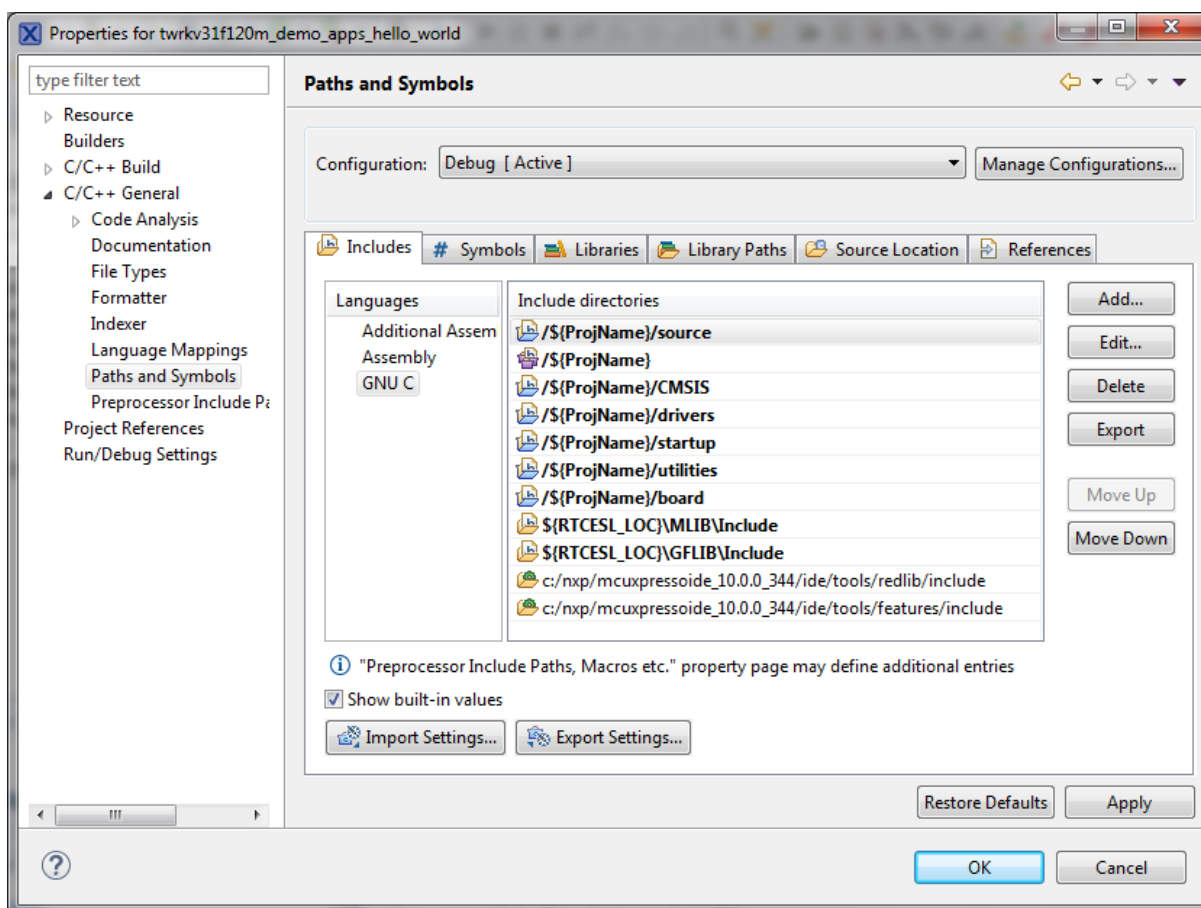 Properties for twrkv31f120m_demo_apps_hello_world
type filter text
Resource
Builders
C/C++ Build
C/C++ General
Code Analysis
Documentation
File Types
Formatter
Indexer
Language Mappings
Paths and Symbols
Preprocessor Include Pa
Project References
Run/Debug Settings
Paths and Symbols
Configuration: Debug [ Active ] Manage Configurations...
Includes # Symbols Libraries Library Paths Source Location References
Languages
Additional Assem
Assembly
GNU C
Include directories
/${ProjName}/source
/${ProjName}
/${ProjName}/CMSIS
/${ProjName}/drivers
/${ProjName}/startup
/${ProjName}/utilities
/${ProjName}/board
${RTCESL_LOC}\MLIB\Include
${RTCESL_LOC}\GFLIB\Include
c:/nxp/mcuxpressoide_10.0.0_344/ide/tools/redlib/include
c:/nxp/mcuxpressoide_10.0.0_344/ide/tools/features/include
Add...
Edit...
Delete
Export
Move Up
Move Down
"Preprocessor Include Paths, Macros etc." property page may define additional entries
Show built-in values
Import Settings... Export Settings...
Restore Defaults Apply
OK Cancel